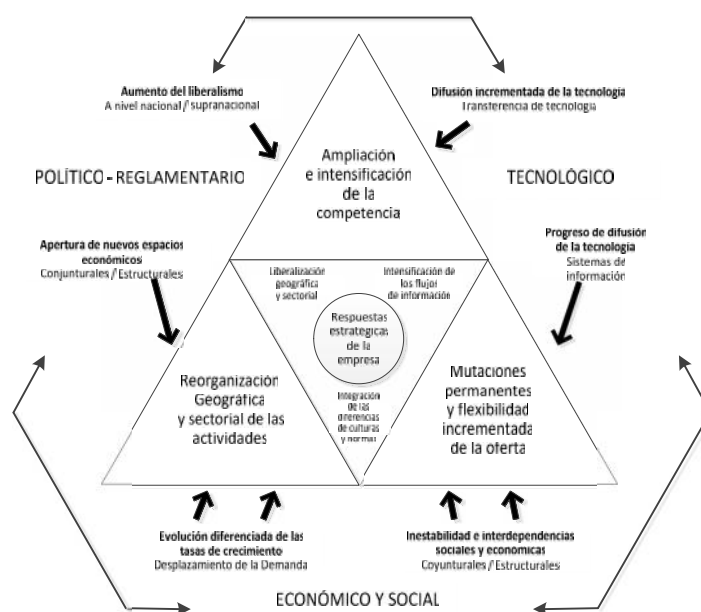 Aumento del liberalismo
A nivel nacional / supranacional
Difusión incrementada de la tecnología
Transferencia de tecnología
Ampliación
e intensificación
de la
competencia
POLÍTICO - REGLAMENTARIO
TECNOLÓGICO
Apertura de nuevos espacios
económicos
Conjunturales / Estructurales
Progreso de difusión
de la tecnología
Sistemas de
información
Liberalización
geográfica
y sectorial
Intensificación de
los flujos
de información
Respuestas
estrategicas
de la
empresa
Reorganización
Geográfica
y sectorial de las
actividades
Integración
de las
diferencias
de culturas
y normas
Mutaciones
permanentes
y flexibilidad
incrementada
de la oferta
Evolución diferenciada de las
tasas de crecimiento
Desplazamiento de la Demanda
Inestabilidad e interdependencias
sociales y económicas
Coyunturales / Estructurales
ECONÓMICO Y SOCIAL